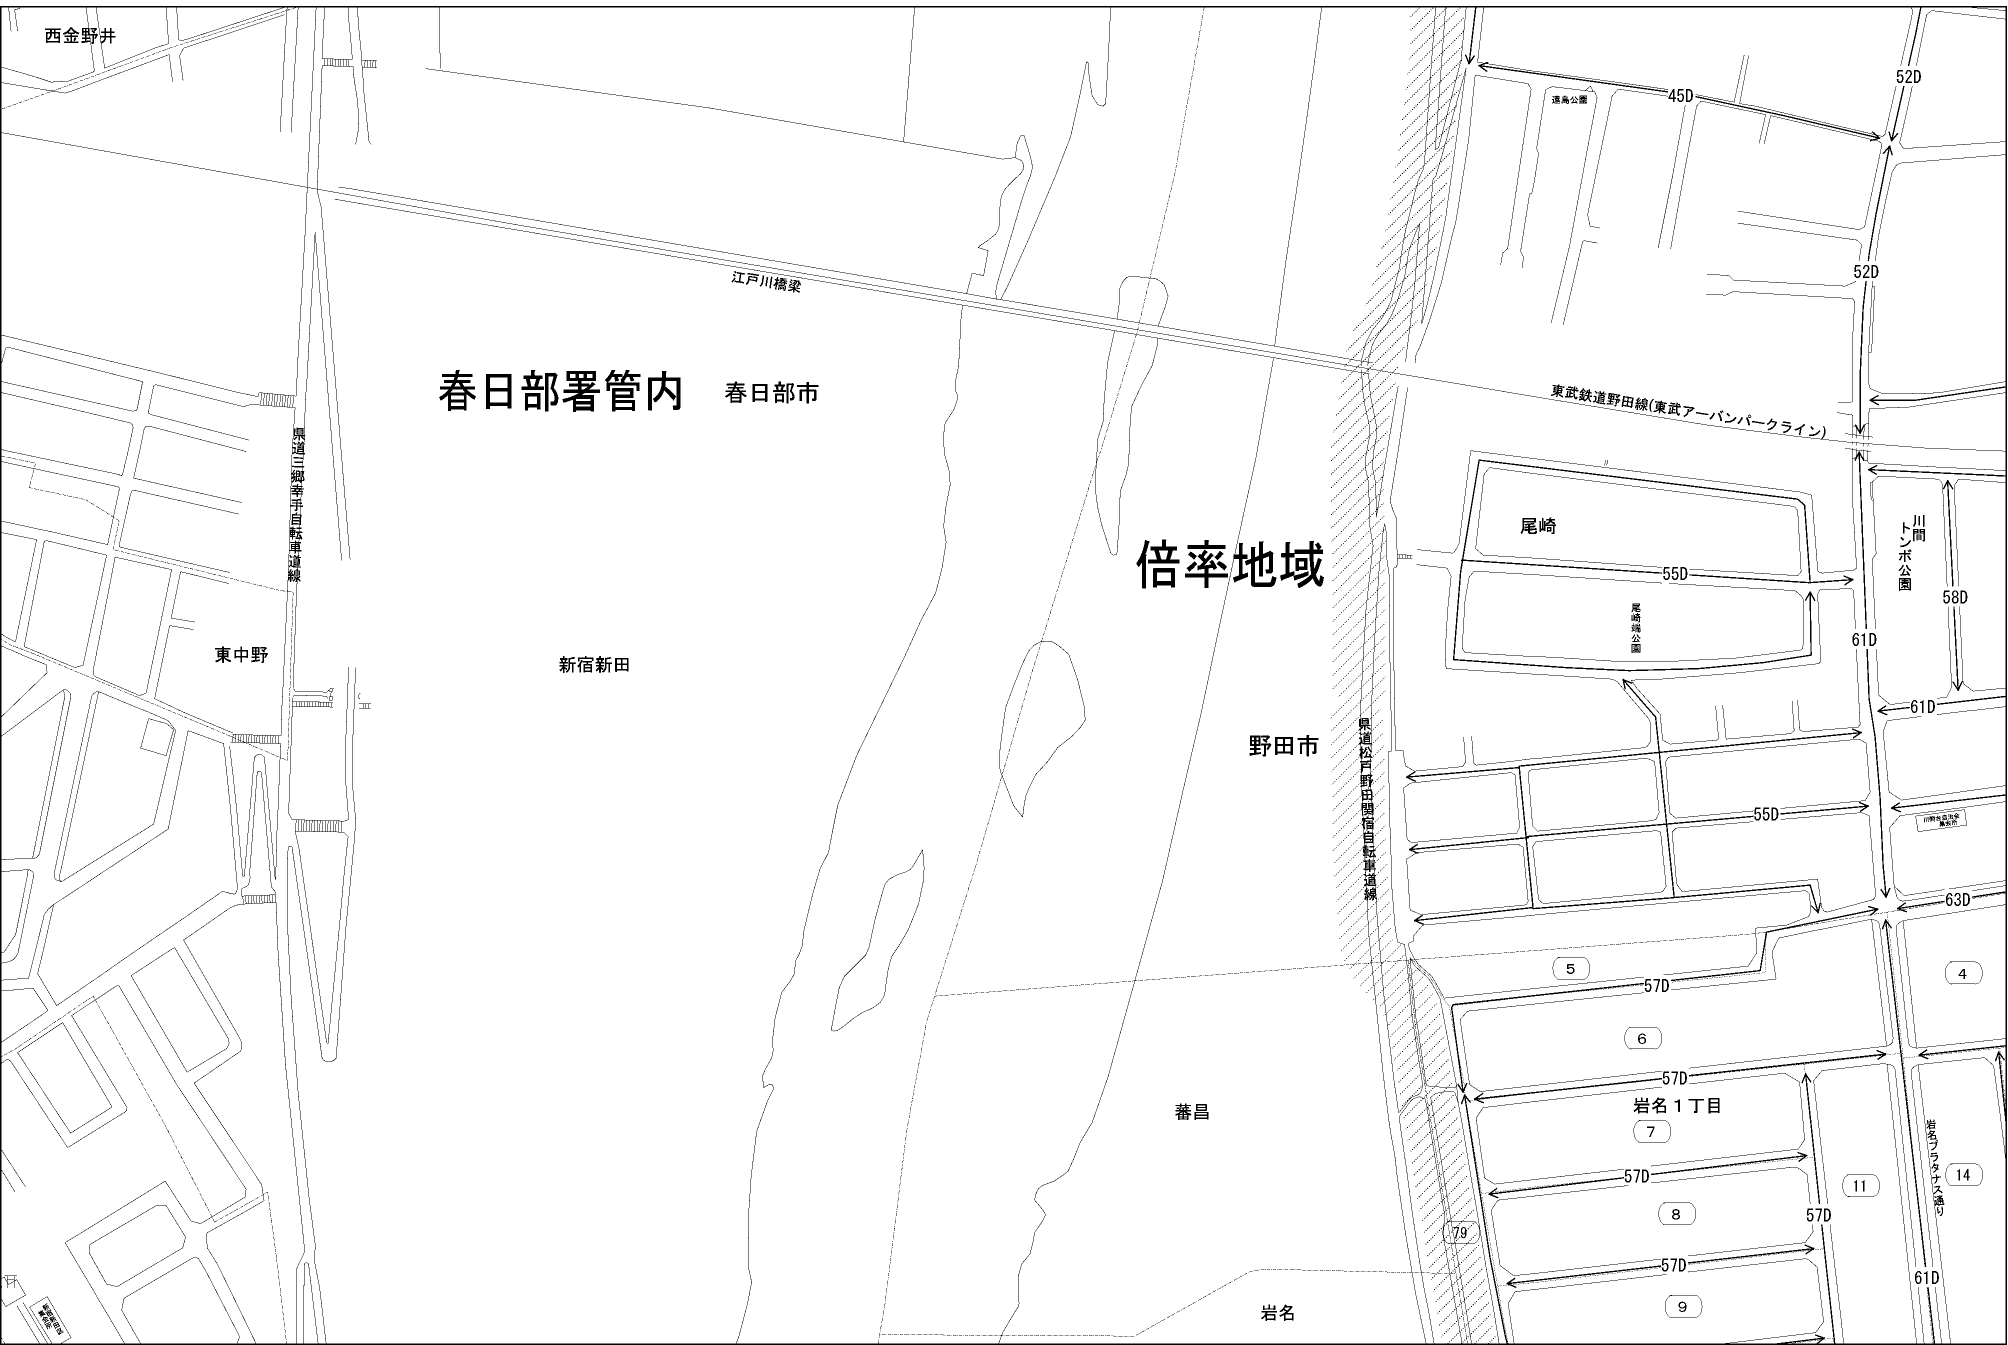 西金野井
52D
45D
遠島公園
52D
江戸川橋梁
春日部署管内
春日部市
東武鉄道野田線(東武アーバンパークライン)
県道三郷幸手自転車道線
倍率地域
尾崎
川間
トンボ公園
55D
58D
尾崎端公園
61D
東中野
新宿新田
61D
野田市
県道松戸野田関宿自転車道線
55D
63D
5
4
57D
6
57D
岩名1丁目
蕃昌
7
岩名プラタナス通り
57D
11
14
8
57D
79
57D
61D
9
岩名